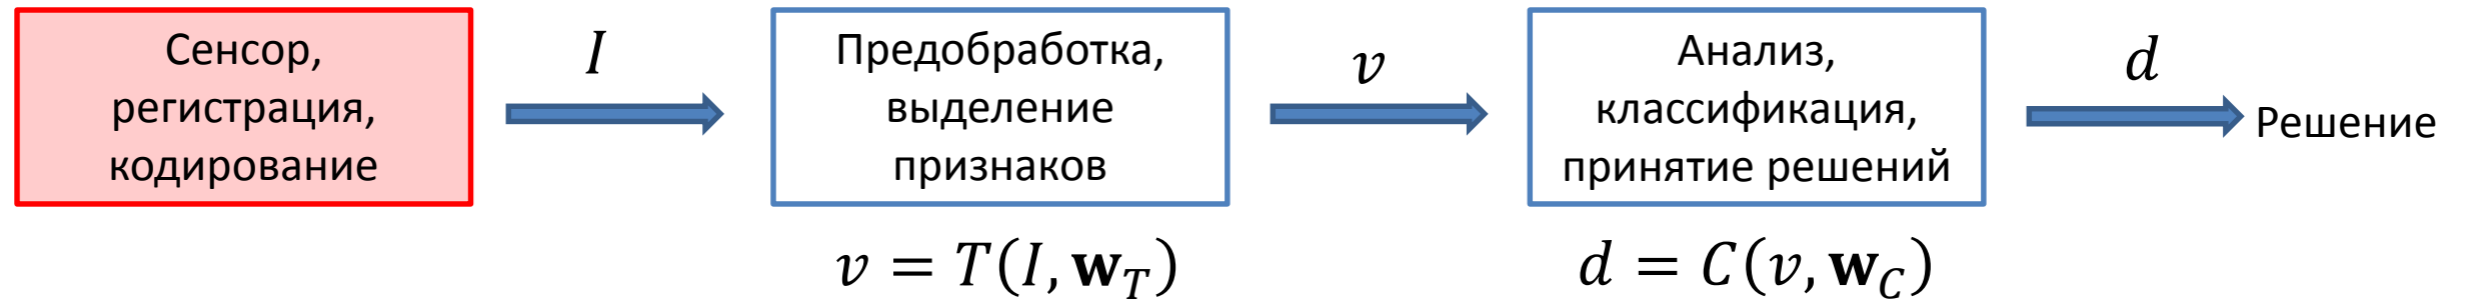 Сенсор,
регистрация,
кодирование
I
Предобработка,
выделение
признаков
v = T(I, w_T)
v
Анализ,
классификация,
принятие решений
d = C(v, w_C)
d
Решение